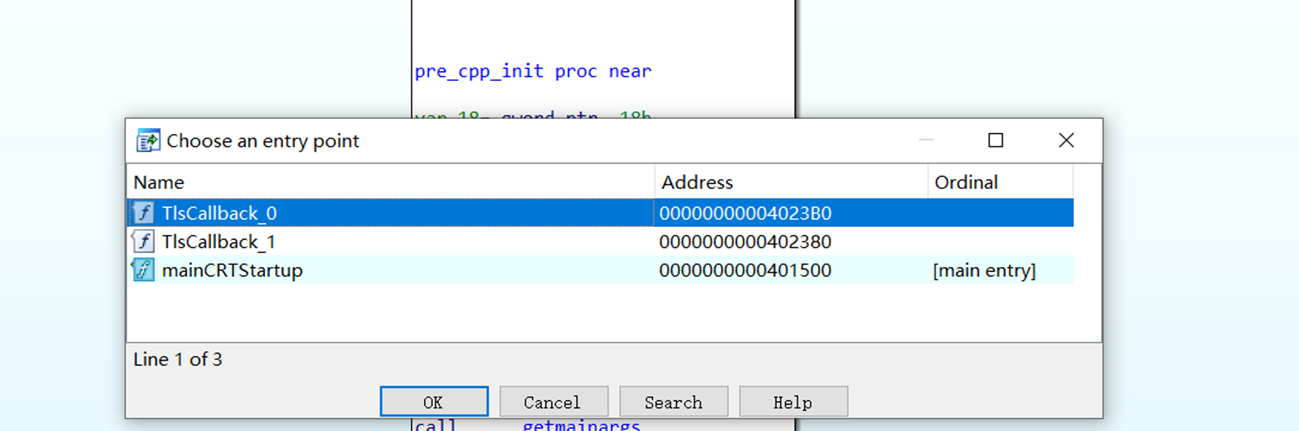 pre_cpp_init proc near
Choose an entry point
Name Address Ordinal
TlsCallback_0 00000000004023B0
TlsCallback_1 0000000000402380
mainCRTStartup 0000000000401500 [main entry]
Line 1 of 3
OK Cancel Search Help
call getmainargs